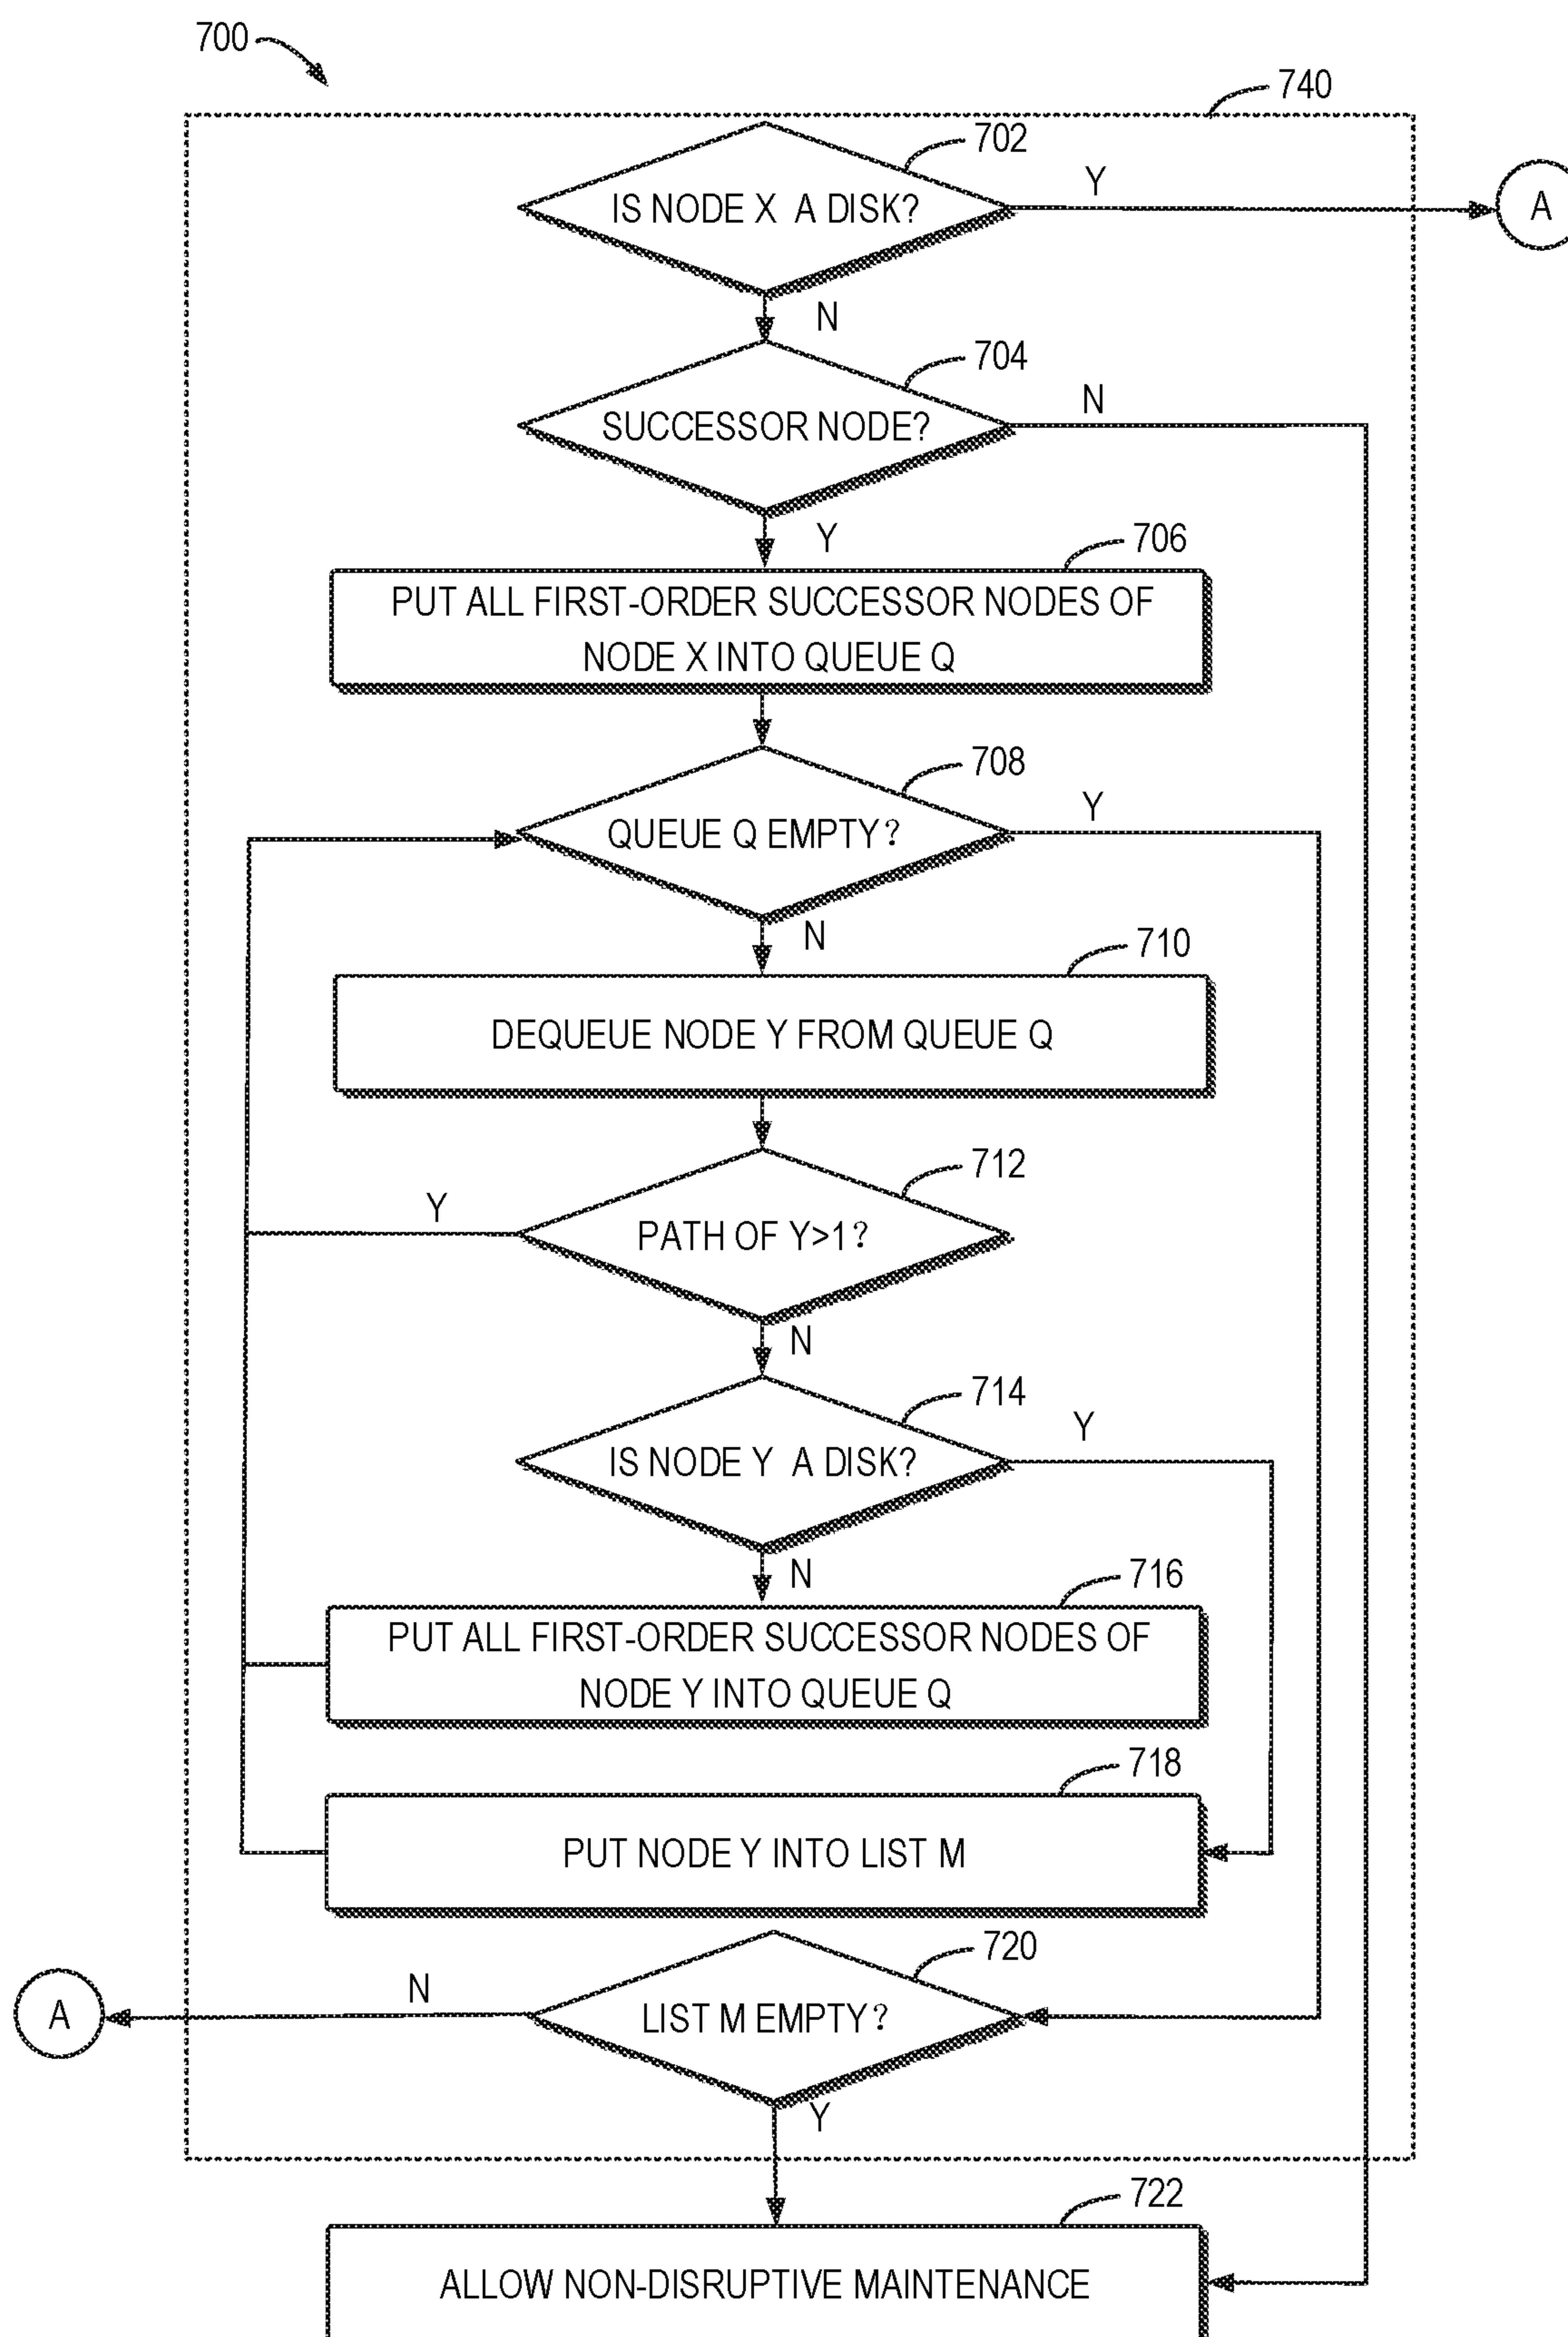 700
740
702
IS NODE X A DISK?
Y
A
N
704
SUCCESSOR NODE?
N
Y
706
PUT ALL FIRST-ORDER SUCCESSOR NODES OF
NODE X INTO QUEUE Q
708
QUEUE Q EMPTY?
Y
N
710
DEQUEUE NODE Y FROM QUEUE Q
712
PATH OF Y>1?
Y
N
714
IS NODE Y A DISK?
Y
N
716
PUT ALL FIRST-ORDER SUCCESSOR NODES OF
NODE Y INTO QUEUE Q
718
PUT NODE Y INTO LIST M
720
LIST M EMPTY?
N
A
Y
722
ALLOW NON-DISRUPTIVE MAINTENANCE